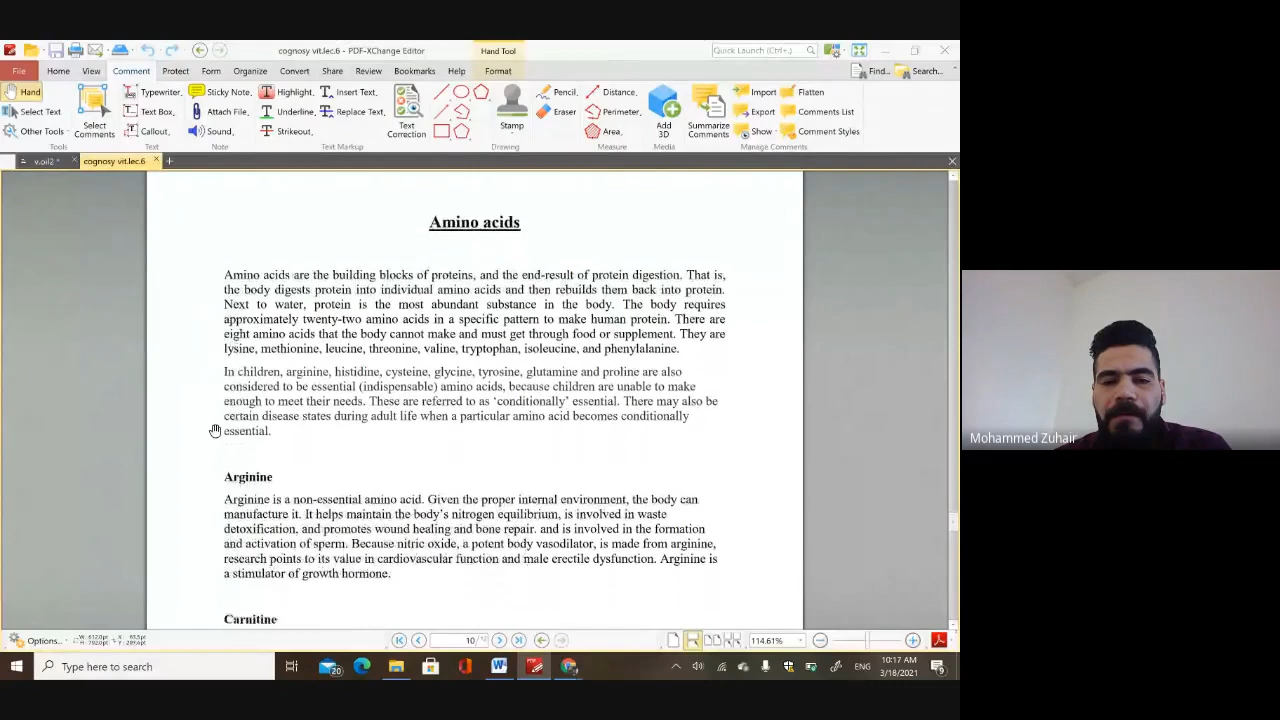 cognosy vit.lec.6 - PDF-XChange Editor
Hand Tool
Quick Launch (Ctrl+.)
File
Home
View
Comment
Protect
Form
Organize
Convert
Share
Review
Bookmarks
Help
Format
Find...
Search...
Hand
Select Text
Other Tools
Tools
Select Comments
Typewriter
Text Box
Callout
Text
Sticky Note
Attach File
Sound
Note
Highlight
Underline
Strikeout
Insert Text
Replace Text
Text Correction
Text Markup
Stamp
Pencil
Eraser
Drawing
Distance
Perimeter
Area
Measure
Add 3D
Media
Summarize Comments
Import
Export
Show
Flatten
Comments List
Comment Styles
Manage Comments
v.oil2 *
cognosy vit.lec.6
Amino acids
Amino acids are the building blocks of proteins, and the end-result of protein digestion. That is,
the body digests protein into individual amino acids and then rebuilds them back into protein.
Next to water, protein is the most abundant substance in the body. The body requires
approximately twenty-two amino acids in a specific pattern to make human protein. There are
eight amino acids that the body cannot make and must get through food or supplement. They are
lysine, methionine, leucine, threonine, valine, tryptophan, isoleucine, and phenylalanine.
In children, arginine, histidine, cysteine, glycine, tyrosine, glutamine and proline are also
considered to be essential (indispensable) amino acids, because children are unable to make
enough to meet their needs. These are referred to as ‘conditionally’ essential. There may also be
certain disease states during adult life when a particular amino acid becomes conditionally
essential.
Arginine
Arginine is a non-essential amino acid. Given the proper internal environment, the body can
manufacture it. It helps maintain the body’s nitrogen equilibrium, is involved in waste
detoxification, and promotes wound healing and bone repair. and is involved in the formation
and activation of sperm. Because nitric oxide, a potent body vasodilator, is made from arginine,
research points to its value in cardiovascular function and male erectile dysfunction. Arginine is
a stimulator of growth hormone.
Carnitine
Options...
10
114.61%
Type here to search
20
ENG
10:17 AM
3/18/2021
9
Mohammed Zuhair